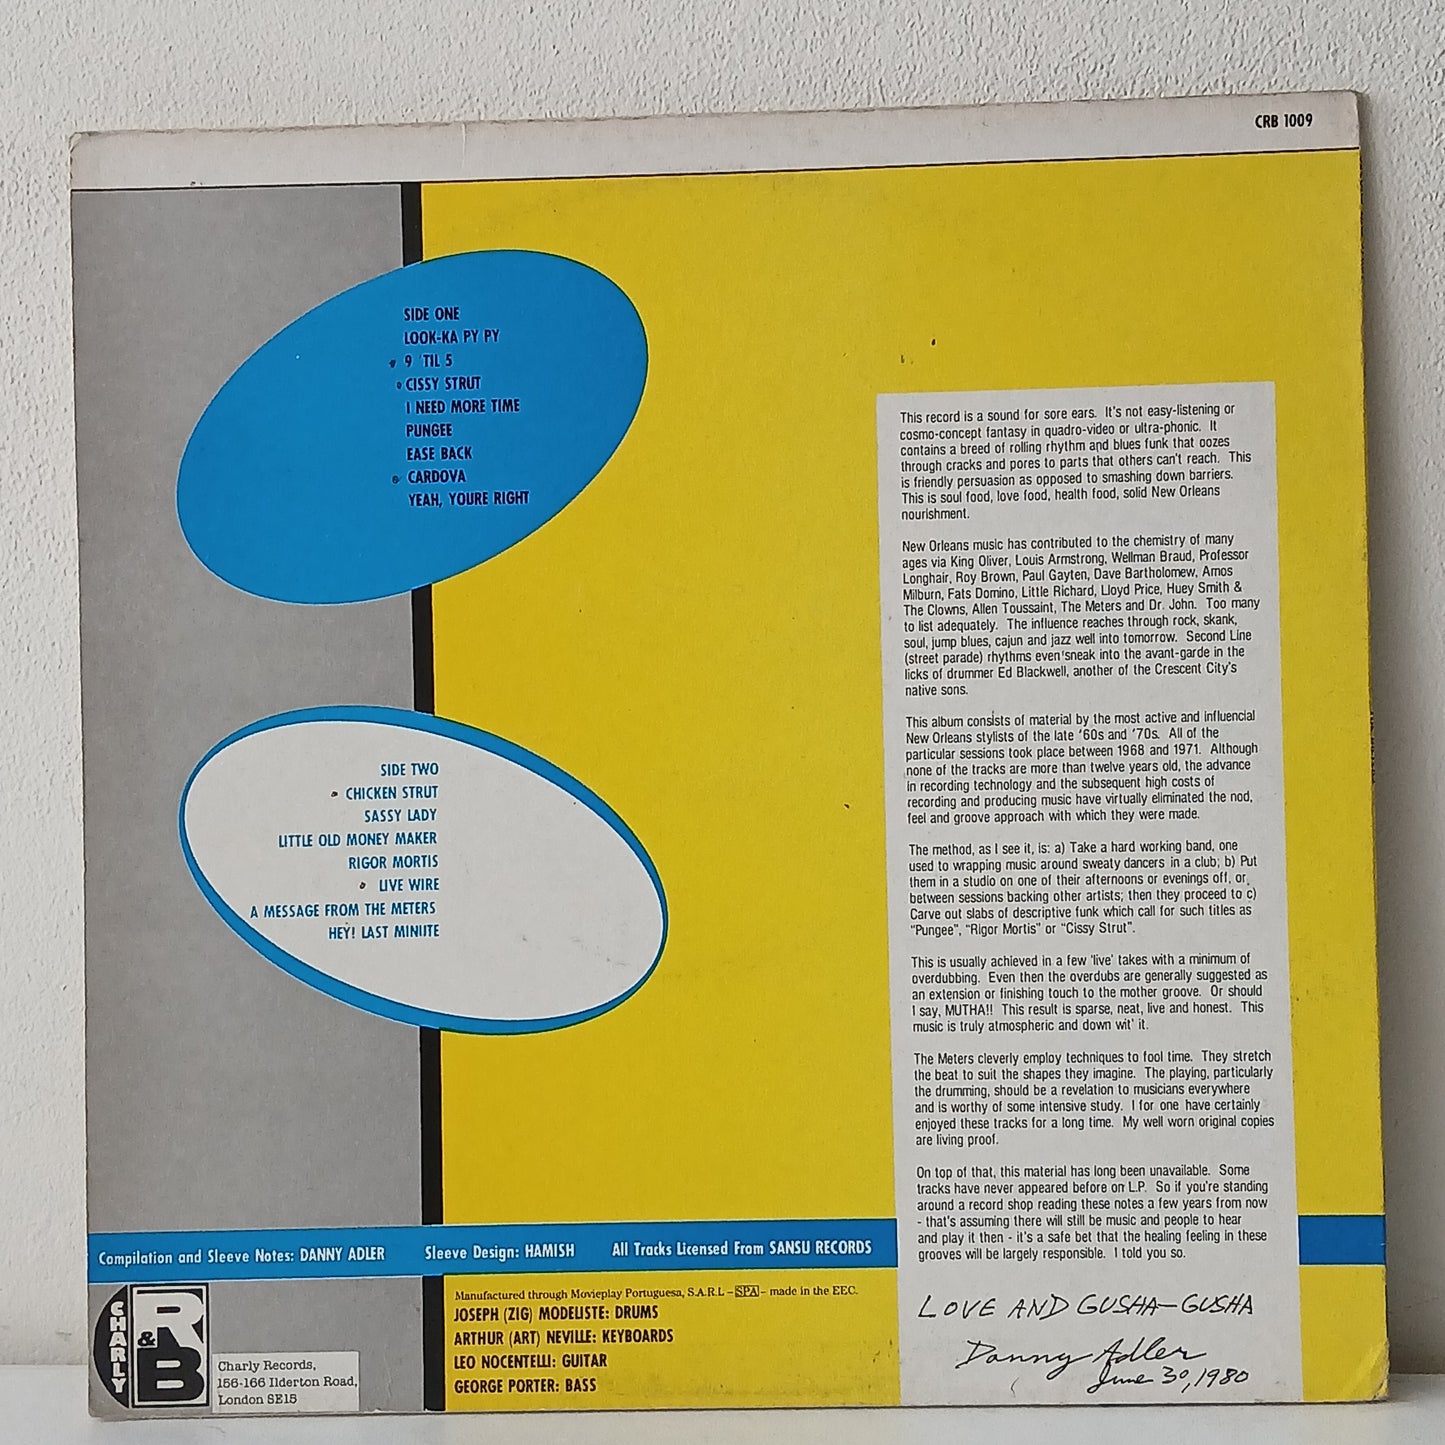 CRB 1009
SIDE ONE
LOOK-KA PY PY
9 'TIL 5
CISSY STRUT
I NEED MORE TIME
PUNGEE
EASE BACK
CARDOVA
YEAH, YOURE RIGHT
SIDE TWO
CHICKEN STRUT
SASSY LADY
LITTLE OLD MONEY MAKER
RIGOR MORTIS
LIVE WIRE
A MESSAGE FROM THE METERS
HEY! LAST MINIITE
This record is a sound for sore ears. It's not easy-listening or
cosmo-concept fantasy in quadro-video or ultra-phonic. It
contains a breed of rolling rhythm and blues funk that oozes
through cracks and pores to parts that others can't reach. This
is friendly persuasion as opposed to smashing down barriers.
This is soul food, love food, health food, solid New Orleans
nourishment.
New Orleans music has contributed to the chemistry of many
ages via King Oliver, Louis Armstrong, Wellman Braud, Professor
Longhair, Roy Brown, Paul Gayten, Dave Bartholomew, Amos
Milburn, Fats Domino, Little Richard, Lloyd Price, Huey Smith &
The Clowns, Allen Toussaint, The Meters and Dr. John. Too many
to list adequately. The influence reaches through rock, skank,
soul, jump blues, cajun and jazz well into tomorrow. Second Line
(street parade) rhythms even sneak into the avant-garde in the
licks of drummer Ed Blackwell, another of the Crescent City's
native sons.
This album consists of material by the most active and influencial
New Orleans stylists of the late '60s and '70s. All of the
particular sessions took place between 1968 and 1971. Although
none of the tracks are more than twelve years old, the advance
in recording technology and the subsequent high costs of
recording and producing music have virtually eliminated the nod,
feel and groove approach with which they were made.
The method, as I see it, is: a) Take a hard working band, one
used to wrapping music around sweaty dancers in a club; b) Put
them in a studio on one of their afternoons or evenings off, or
between sessions backing other artists; then they proceed to c)
Carve out slabs of descriptive funk which call for such titles as
"Pungee", "Rigor Mortis" or "Cissy Strut".
This is usually achieved in a few 'live' takes with a minimum of
overdubbing. Even then the overdubs are generally suggested as
an extension or finishing touch to the mother groove. Or should
I say, MUTHA!! This result is sparse, neat, live and honest. This
music is truly atmospheric and down wit' it.
The Meters cleverly employ techniques to fool time. They stretch
the beat to suit the shapes they imagine. The playing, particularly
the drumming, should be a revelation to musicians everywhere
and is worthy of some intensive study. I for one have certainly
enjoyed these tracks for a long time. My well worn original copies
are living proof.
On top of that, this material has long been unavailable. Some
tracks have never appeared before on L.P. So if you're standing
around a record shop reading these notes a few years from now
- that's assuming there will still be music and people to hear
and play it then - it's a safe bet that the healing feeling in these
grooves will be largely responsible. I told you so.
LOVE AND GUSHA-GUSHA
Danny Adler
June 30, 1980
Compilation and Sleeve Notes: DANNY ADLER Sleeve Design: HAMISH All Tracks Licensed From SANSU RECORDS
Manufactured through Movieplay Portuguesa, S.A.R.L - SPA - made in the EEC.
JOSEPH (ZIG) MODELISTE: DRUMS
ARTHUR (ART) NEVILLE: KEYBOARDS
LEO NOCENTELLI: GUITAR
GEORGE PORTER: BASS
CHARLY
R&B
Charly Records,
156-166 Ilderton Road,
London SE15